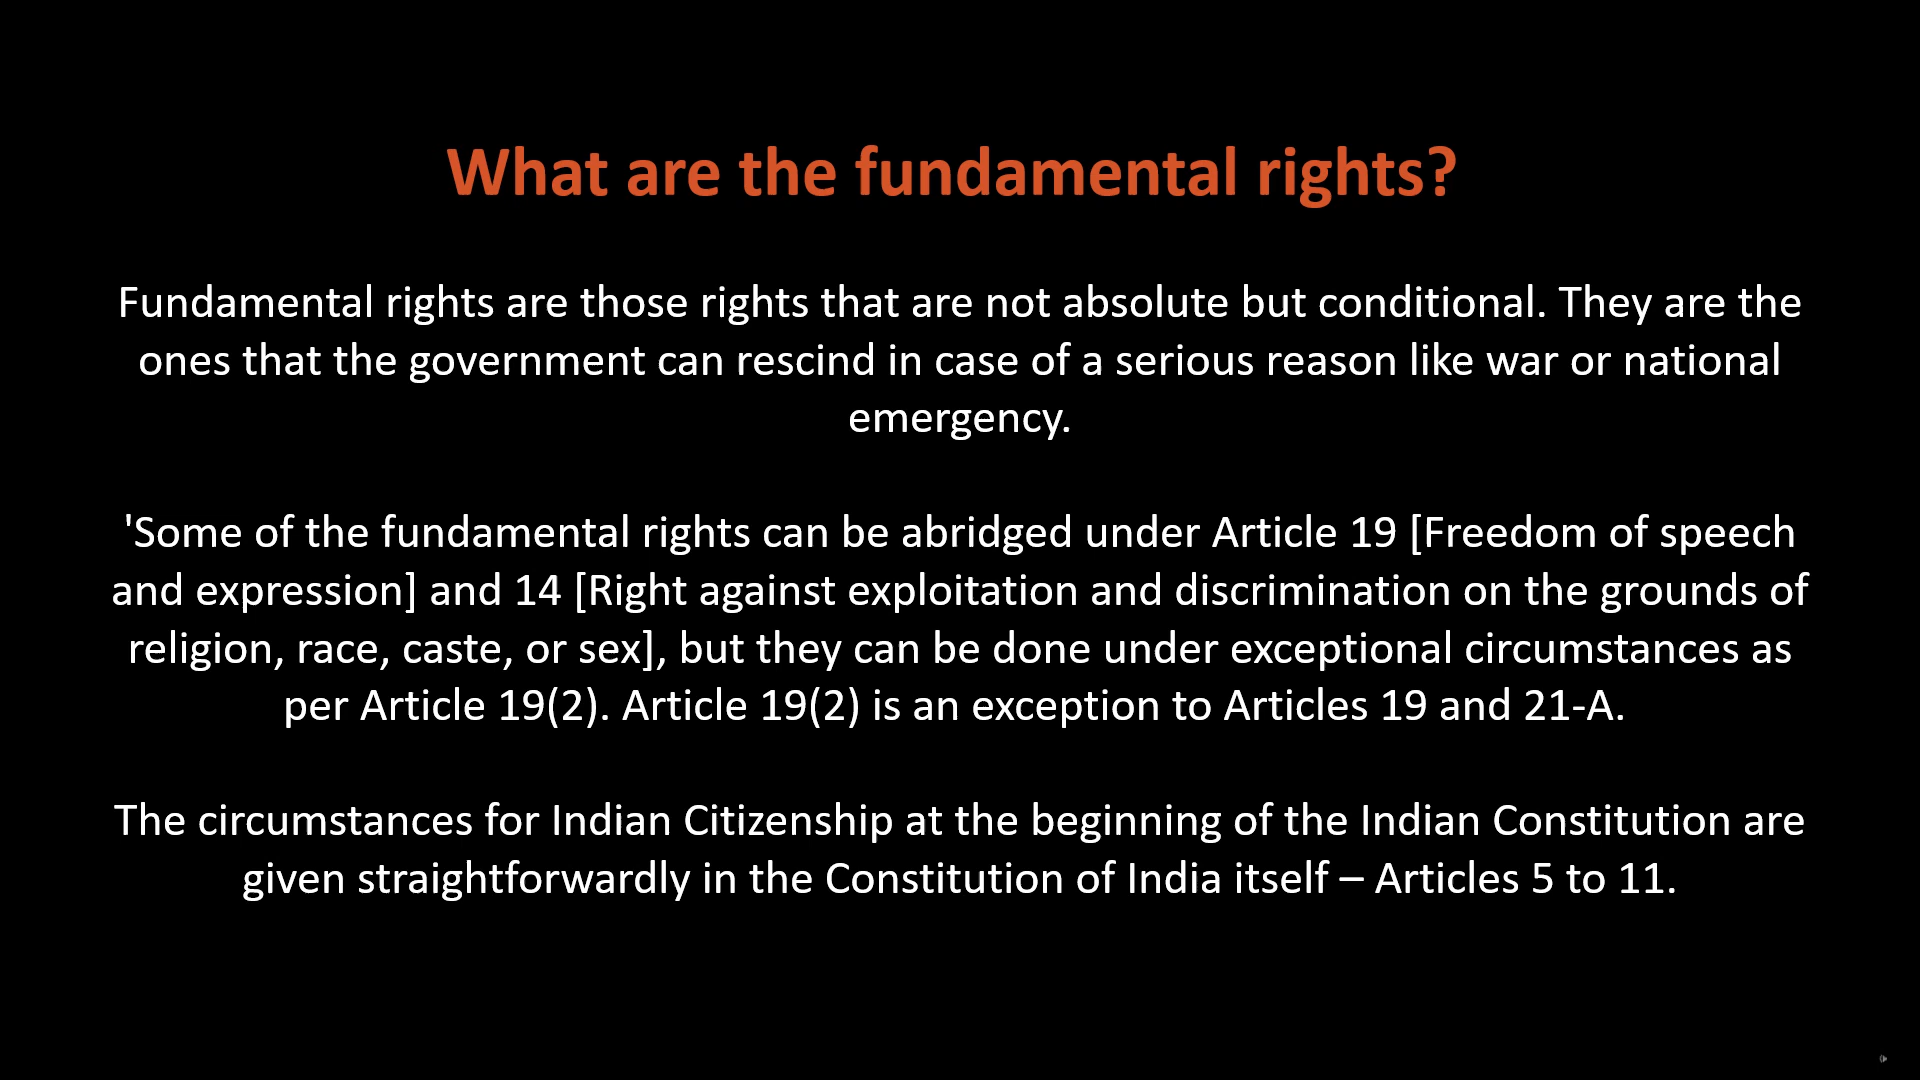 What are the fundamental rights?
Fundamental rights are those rights that are not absolute but conditional. They are the
ones that the government can rescind in case of a serious reason like war or national
emergency.
'Some of the fundamental rights can be abridged under Article 19 [Freedom of speech
and expression] and 14 [Right against exploitation and discrimination on the grounds of
religion, race, caste, or sex], but they can be done under exceptional circumstances as
per Article 19(2). Article 19(2) is an exception to Articles 19 and 21-A.
The circumstances for Indian Citizenship at the beginning of the Indian Constitution are
given straightforwardly in the Constitution of India itself – Articles 5 to 11.